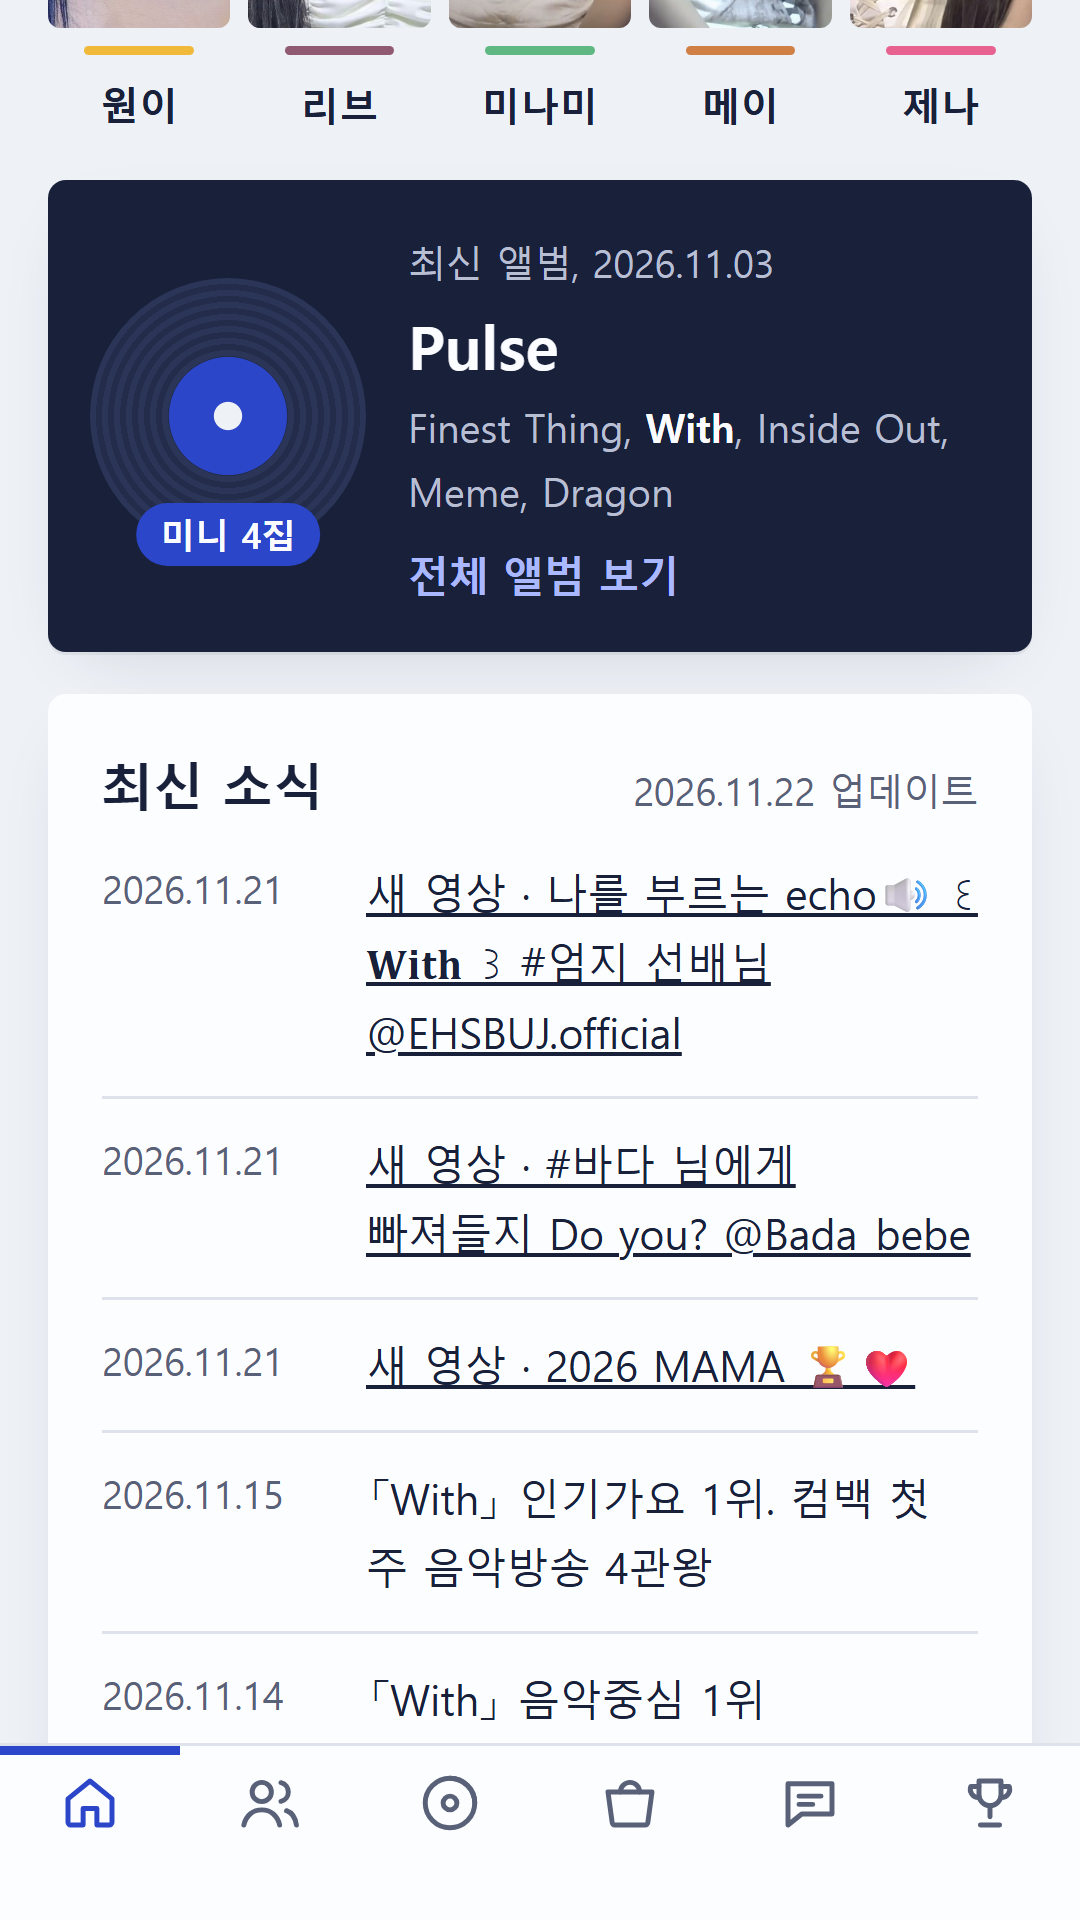 원이
리브
미나미
메이
제나
최신 앨범, 2026.11.03
Pulse
Finest Thing, With, Inside Out,
Meme, Dragon
미니 4집
전체 앨범 보기
최신 소식
2026.11.22 업데이트
2026.11.21
새 영상 · 나를 부르는 echo🔊 ꒰
𝐖𝐢𝐭𝐡 ꒱ #엄지 선배님
@EHSBUJ.official
2026.11.21
새 영상 · #바다 님에게
빠져들지 Do you? @Bada_bebe
2026.11.21
새 영상 · 2026 MAMA 🏆 ❤️
2026.11.15
「With」인기가요 1위. 컴백 첫
주 음악방송 4관왕
2026.11.14
「With」음악중심 1위